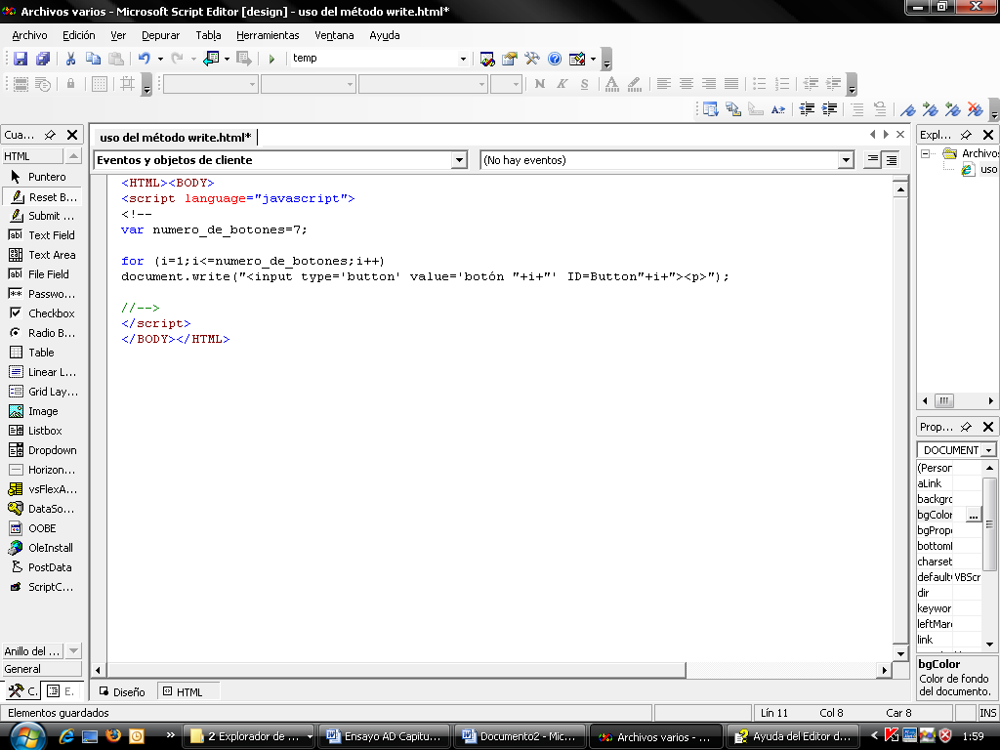 Archivos varios - Microsoft Script Editor [design] - uso del método write.html*
Archivo Edición Ver Depurar Tabla Herramientas Ventana Ayuda
temp
N K S
Cua...
HTML
Puntero
Reset B...
Submit ...
Text Field
Text Area
File Field
Passwo...
Checkbox
Radio B...
Table
Linear L...
Grid Lay...
Image
Listbox
Dropdown
Horizon...
vsFlexA...
DataSo...
OOBE
OleInstall
PostData
ScriptC...
Anillo del ...
General
C. E.
uso del método write.html*
Eventos y objetos de cliente (No hay eventos)
<HTML><BODY>
<script language="javascript">
<!--
var numero_de_botones=7;
for (i=1;i<=numero_de_botones;i++)
document.write("<input type='button' value='botón "+i+"' ID=Button"+i+"><p>");
//-->
</script>
</BODY></HTML>
Diseño HTML
Expl...
Archivos
uso
Prop...
DOCUMENT
(Person
aLink
backgro
bgColor ...
bgPrope
bottomM
charset
default VBScr
dir
keywor
leftMar
link
bgColor
Color de fondo
del documento.
Elementos guardados Lín 11 Col 8 Car 8 INS
2 Explorador de ... Ensayo AD Capitu... Documento2 - Mic... Archivos varios - ... Ayuda del Editor d... 1:59